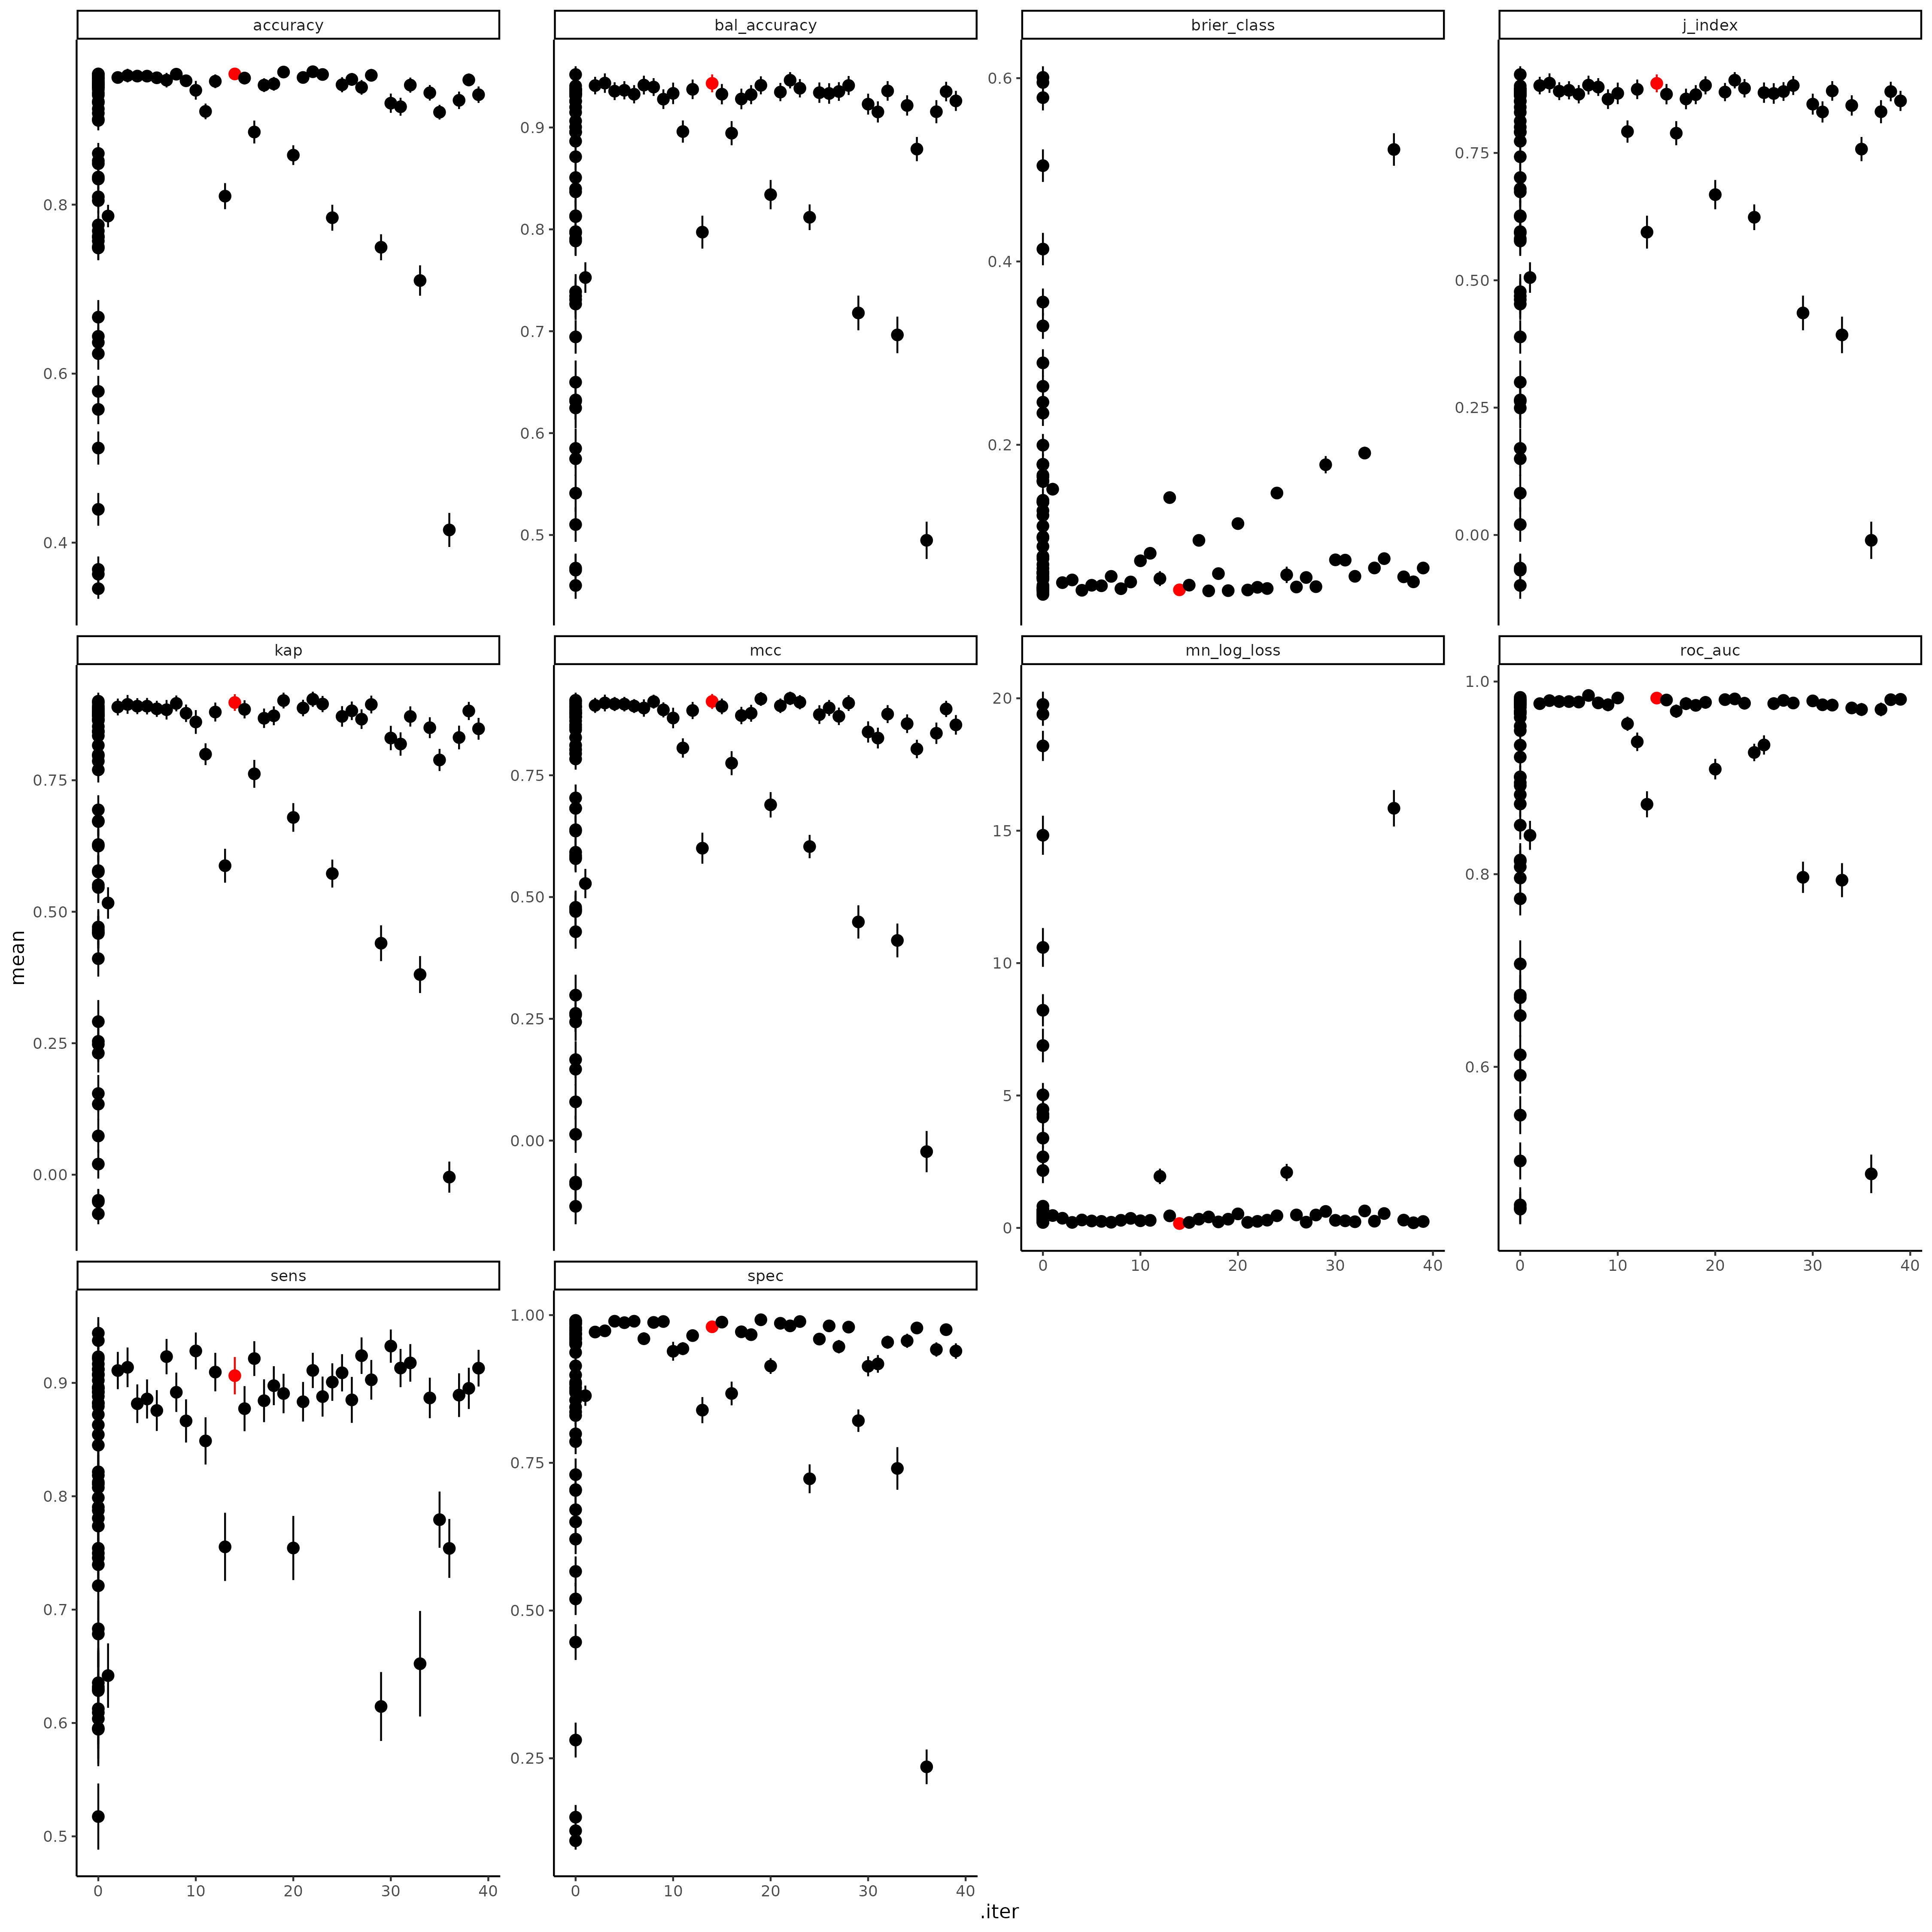 accuracy bal_accuracy brier_class j_index
0.4 0.6 0.8
0.5 0.6 0.7 0.8 0.9
0.2 0.4 0.6
0.00 0.25 0.50 0.75
kap mcc mn_log_loss roc_auc
mean
0.00 0.25 0.50 0.75
0.00 0.25 0.50 0.75
0 5 10 15 20
0.6 0.8 1.0
0 10 20 30 40
0 10 20 30 40
sens spec
0.5 0.6 0.7 0.8 0.9
0.25 0.50 0.75 1.00
0 10 20 30 40
0 10 20 30 40
.iter